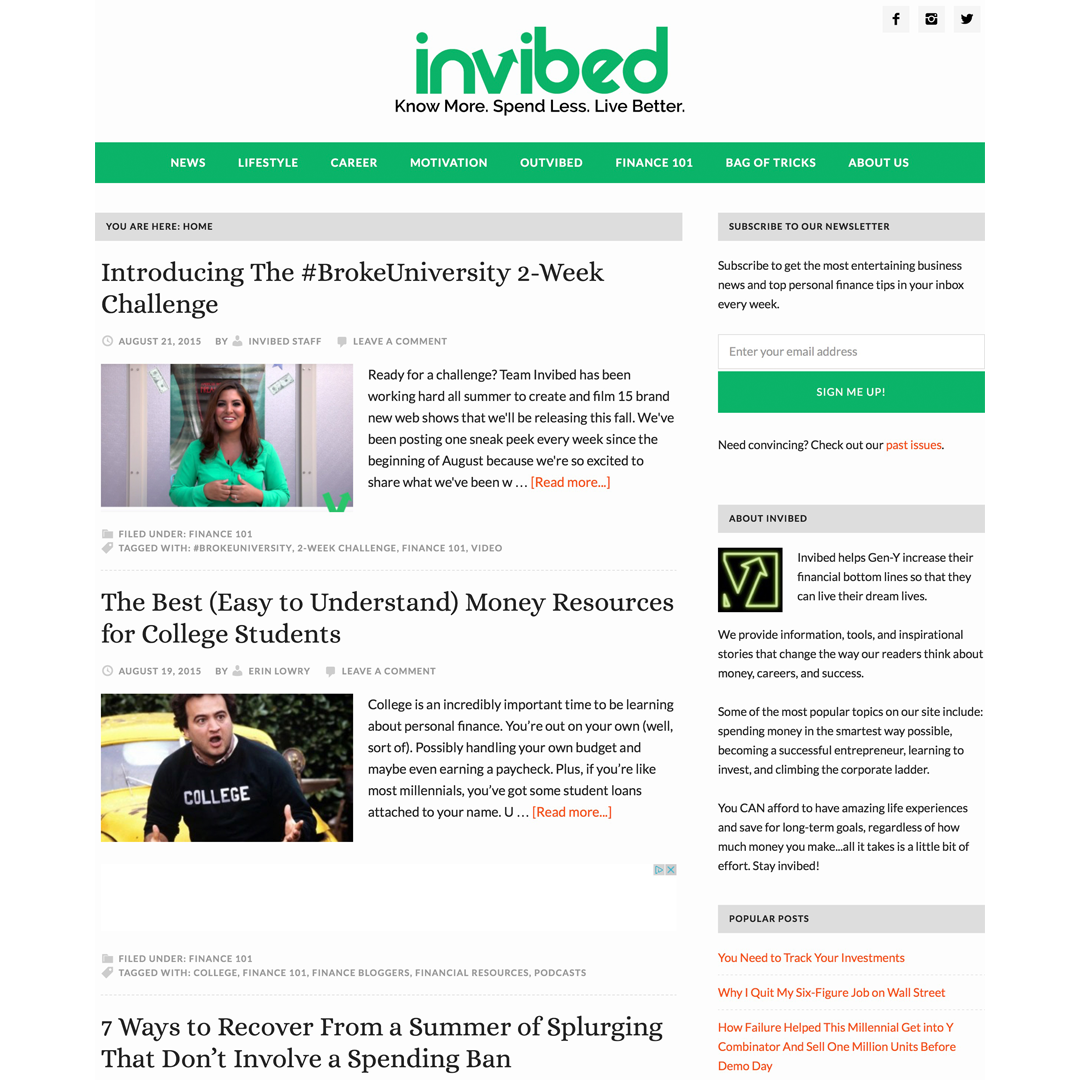 invibed
Know More. Spend Less. Live Better.
NEWS LIFESTYLE CAREER MOTIVATION OUTVIBED FINANCE 101 BAG OF TRICKS ABOUT US
YOU ARE HERE: HOME
Introducing The #BrokeUniversity 2-Week
Challenge
AUGUST 21, 2015 BY INVIBED STAFF LEAVE A COMMENT
Ready for a challenge? Team Invibed has been
working hard all summer to create and film 15 brand
new web shows that we'll be releasing this fall. We've
been posting one sneak peek every week since the
beginning of August because we're so excited to
share what we've been w … [Read more...]
FILED UNDER: FINANCE 101
TAGGED WITH: #BROKEUNIVERSITY, 2-WEEK CHALLENGE, FINANCE 101, VIDEO
The Best (Easy to Understand) Money Resources
for College Students
AUGUST 19, 2015 BY ERIN LOWRY LEAVE A COMMENT
COLLEGE
College is an incredibly important time to be learning
about personal finance. You’re out on your own (well,
sort of). Possibly handling your own budget and
maybe even earning a paycheck. Plus, if you’re like
most millennials, you’ve got some student loans
attached to your name. U … [Read more...]
FILED UNDER: FINANCE 101
TAGGED WITH: COLLEGE, FINANCE 101, FINANCE BLOGGERS, FINANCIAL RESOURCES, PODCASTS
7 Ways to Recover From a Summer of Splurging
That Don’t Involve a Spending Ban
SUBSCRIBE TO OUR NEWSLETTER
Subscribe to get the most entertaining business
news and top personal finance tips in your inbox
every week.
Enter your email address
SIGN ME UP!
Need convincing? Check out our past issues.
ABOUT INVIBED
Invibed helps Gen-Y increase their
financial bottom lines so that they
can live their dream lives.
We provide information, tools, and inspirational
stories that change the way our readers think about
money, careers, and success.
Some of the most popular topics on our site include:
spending money in the smartest way possible,
becoming a successful entrepreneur, learning to
invest, and climbing the corporate ladder.
You CAN afford to have amazing life experiences
and save for long-term goals, regardless of how
much money you make...all it takes is a little bit of
effort. Stay invibed!
POPULAR POSTS
You Need to Track Your Investments
Why I Quit My Six-Figure Job on Wall Street
How Failure Helped This Millennial Get into Y
Combinator And Sell One Million Units Before
Demo Day